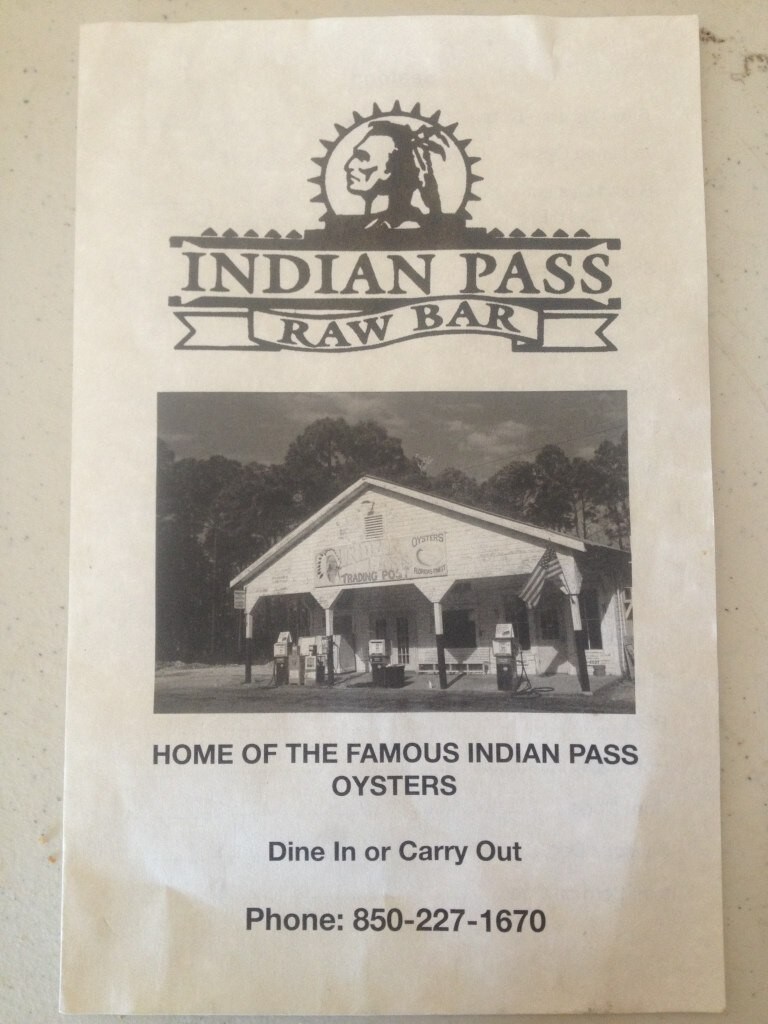 INDIAN PASS
RAW BAR
OYSTERS
TRADING POST
HOME OF THE FAMOUS INDIAN PASS
OYSTERS
Dine In or Carry Out
Phone: 850-227-1670